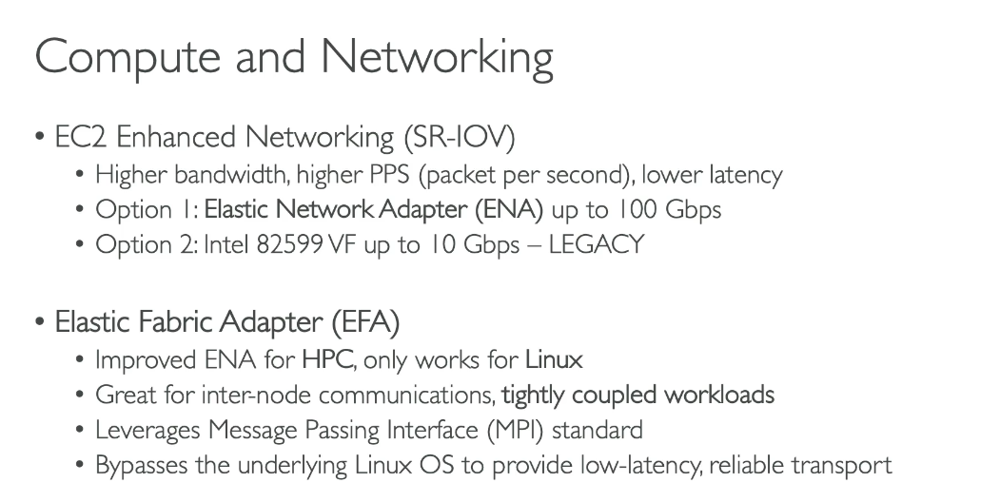 Compute and Networking
• EC2 Enhanced Networking (SR-IOV)
• Higher bandwidth, higher PPS (packet per second), lower latency
• Option 1: Elastic Network Adapter (ENA) up to 100 Gbps
• Option 2: Intel 82599 VF up to 10 Gbps – LEGACY
• Elastic Fabric Adapter (EFA)
• Improved ENA for HPC, only works for Linux
• Great for inter-node communications, tightly coupled workloads
• Leverages Message Passing Interface (MPI) standard
• Bypasses the underlying Linux OS to provide low-latency, reliable transport